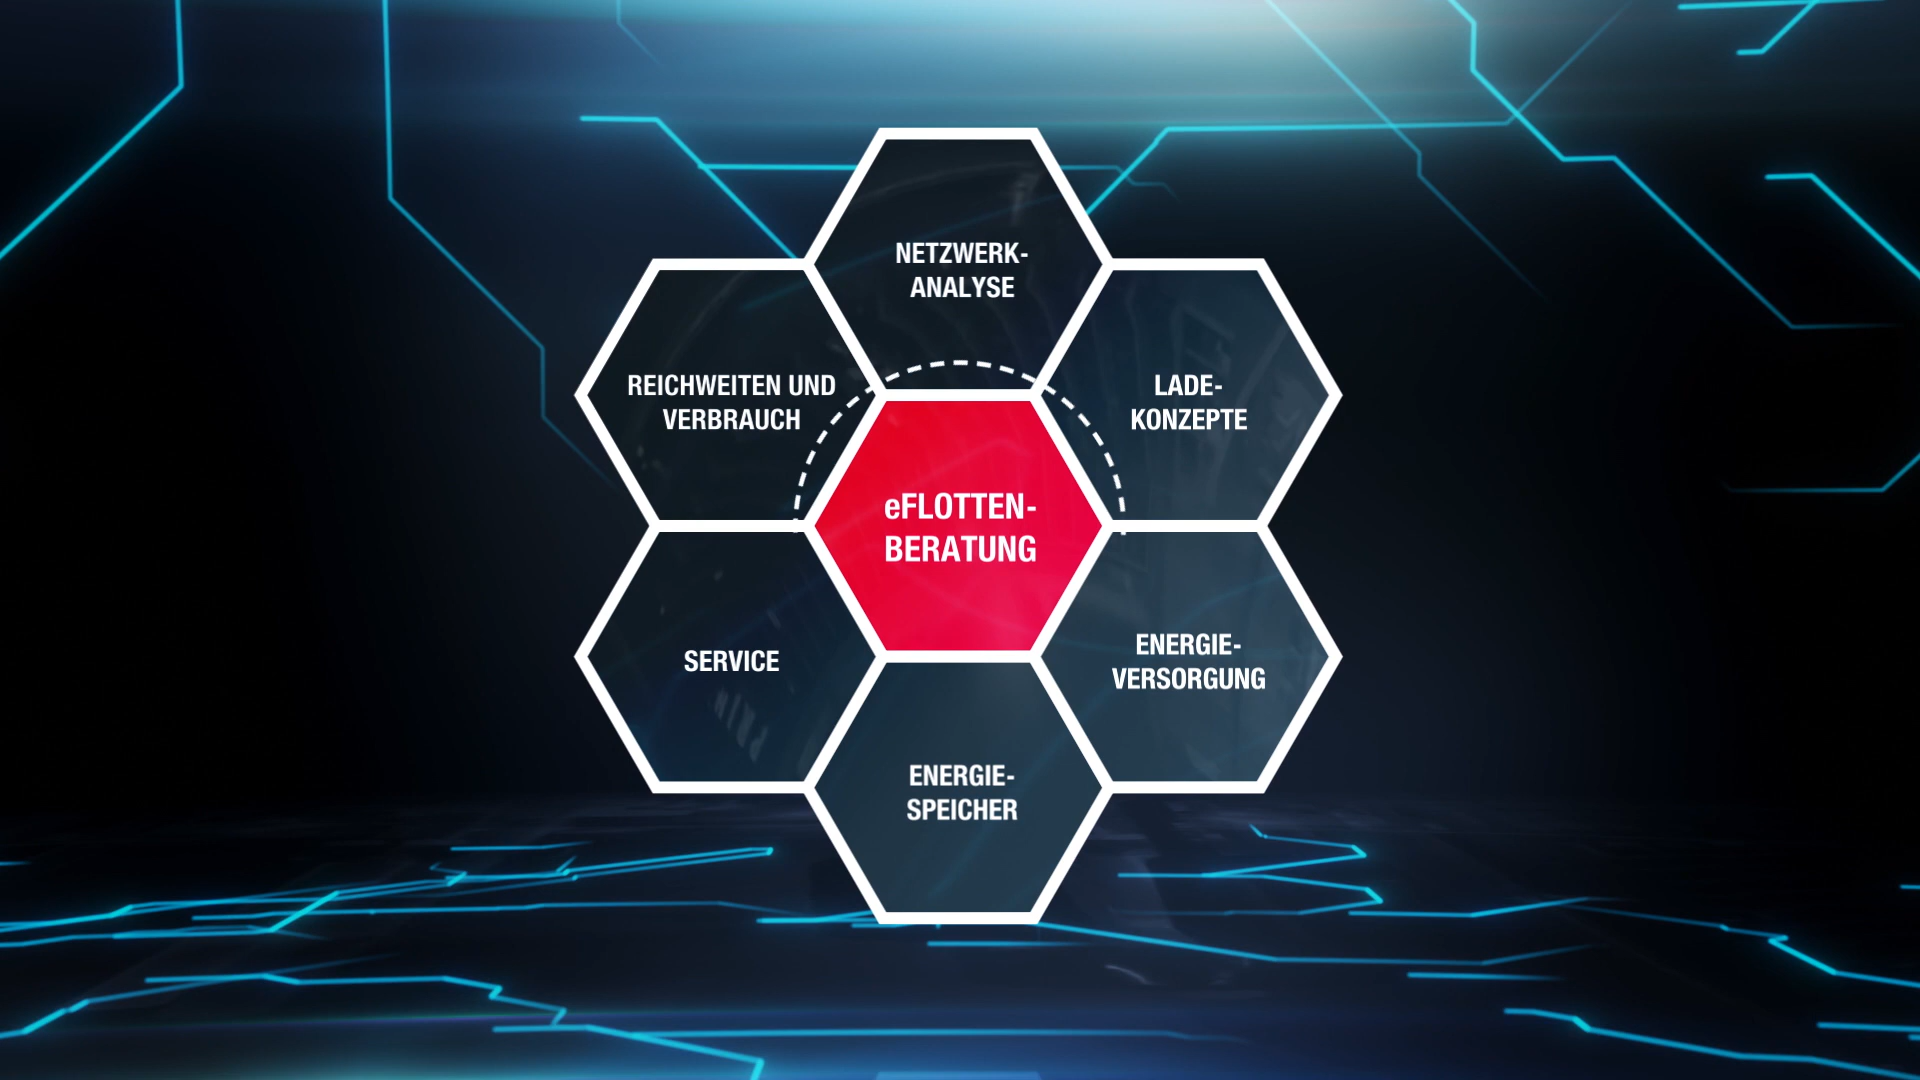 NETZWERK-
ANALYSE
REICHWEITEN UND
VERBRAUCH
LADE-
KONZEPTE
eFLOTTEN-
BERATUNG
SERVICE
ENERGIE-
VERSORGUNG
ENERGIE-
SPEICHER